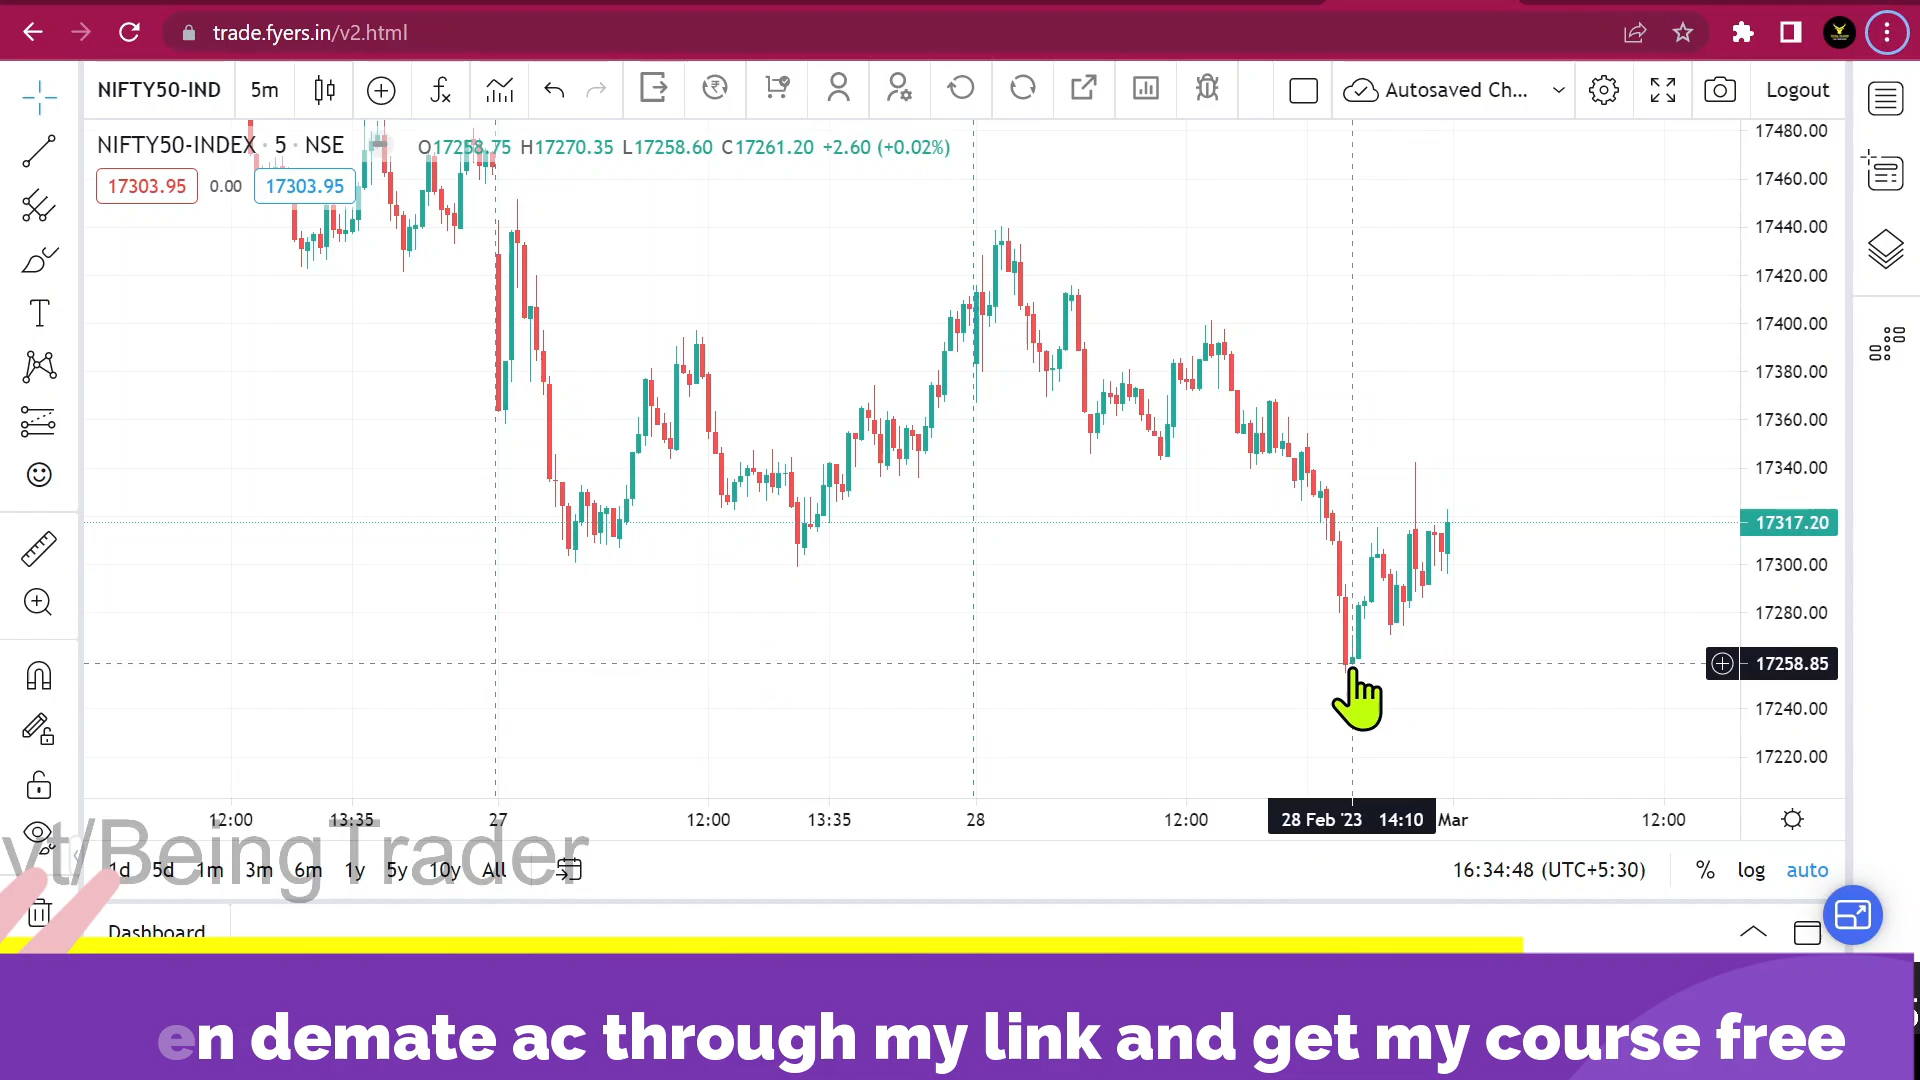 trade.fyers.in/v2.html
NIFTY50-IND 5m Autosaved Ch... Logout
NIFTY50-INDEX · 5 · NSE O17258.75 H17270.35 L17258.60 C17261.20 +2.60 (+0.02%)
17303.95 0.00 17303.95
17480.00
17460.00
17440.00
17420.00
17400.00
17380.00
17360.00
17340.00
17317.20
17300.00
17280.00
17258.85
17240.00
17220.00
12:00 13:35 27 12:00 13:35 28 12:00 28 Feb '23 14:10 Mar 12:00
yt/BeingTrader
1d 5d 1m 3m 6m 1y 5y 10y All 16:34:48 (UTC+5:30) % log auto
Dashboard
en demate ac through my link and get my course free